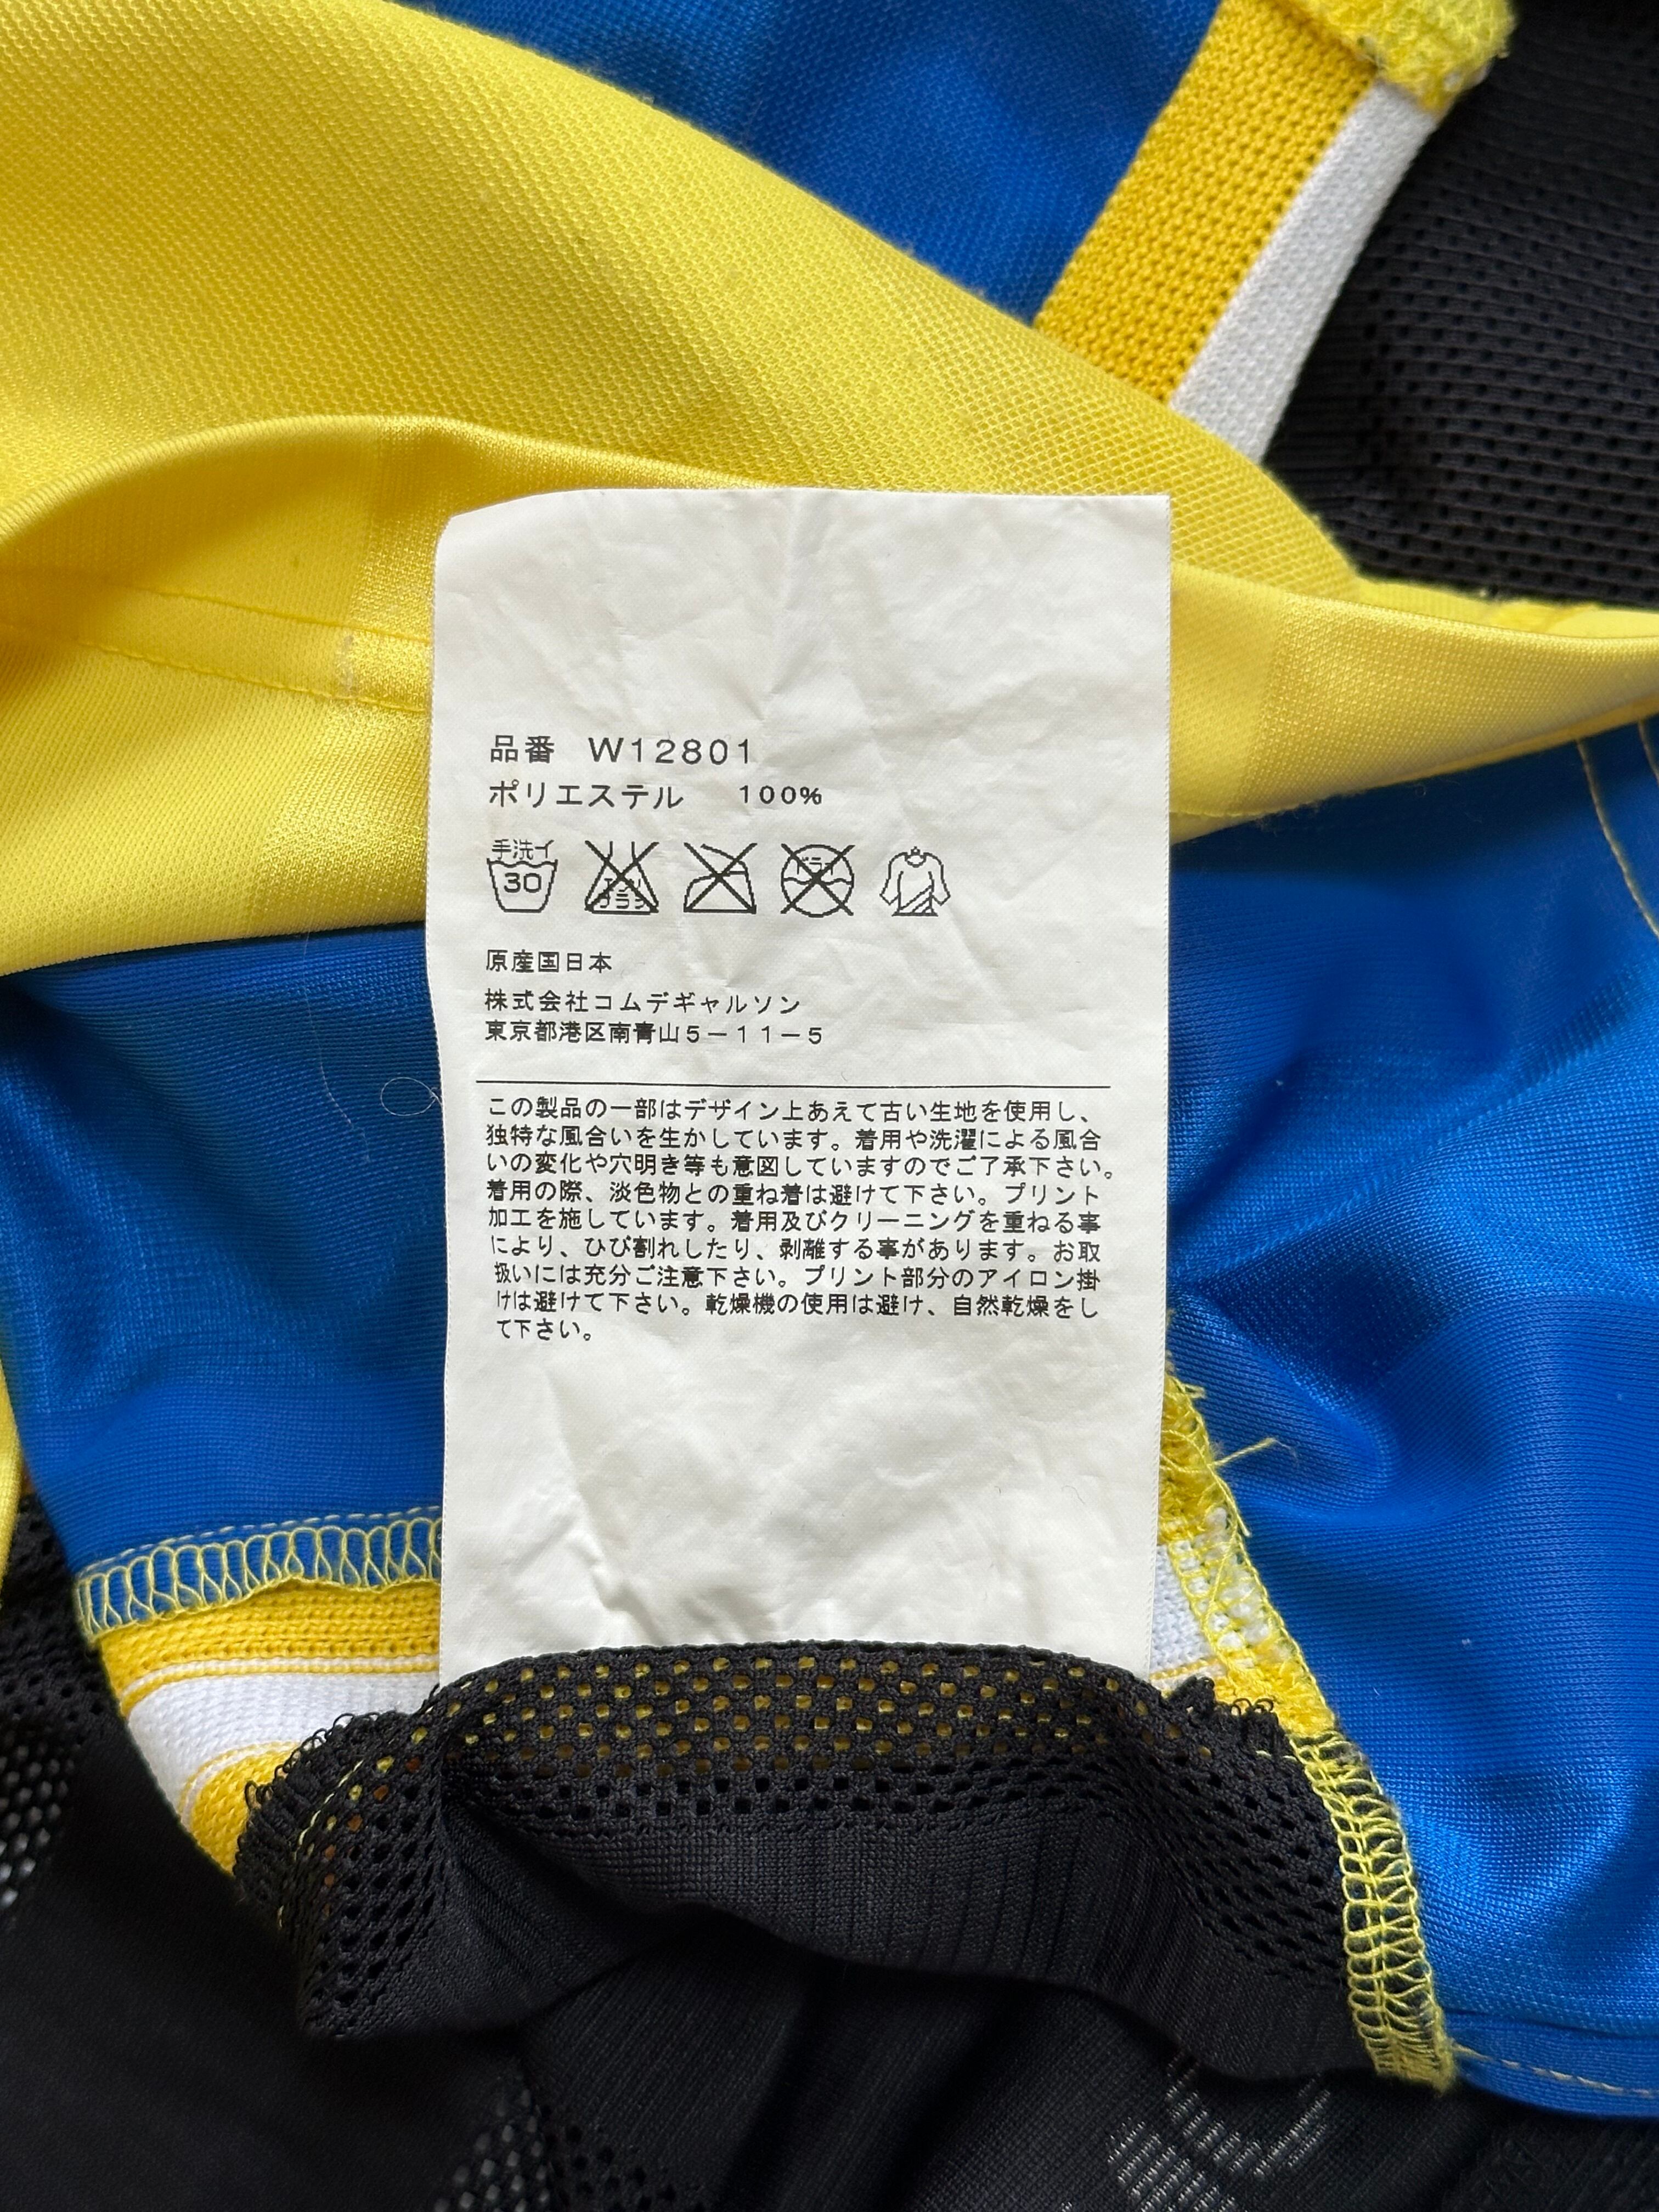 品番 W12801
ポリエステル 100%
手洗イ
30
エンソ
サラシ
ドライ
原産国日本
株式会社コムデギャルソン
東京都港区南青山5－11－5
この製品の一部はデザイン上あえて古い生地を使用し、
独特な風合いを生かしています。着用や洗濯による風合
いの変化や穴明き等も意図していますのでご了承下さい。
着用の際、淡色物との重ね着は避けて下さい。プリント
加工を施しています。着用及びクリーニングを重ねる事
により、ひび割れしたり、剥離する事があります。お取
扱いには充分ご注意下さい。プリント部分のアイロン掛
けは避けて下さい。乾燥機の使用は避け、自然乾燥をし
て下さい。